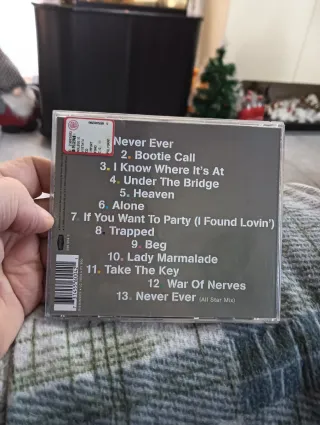 Never Ever
2. Bootie Call
3. I Know Where It's At
4. Under The Bridge
5. Heaven
6. Alone
7. If You Want To Party (I Found Lovin')
8. Trapped
9. Beg
10. Lady Marmalade
11. Take The Key
12 War Of Nerves
13. Never Ever (All Star Mix)